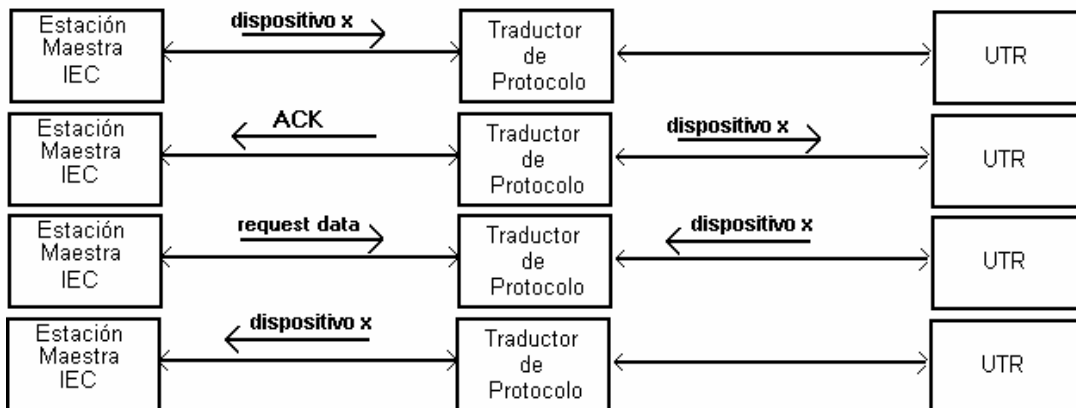 dispositivo x
Estación
Maestra
IEC
Traductor
de
Protocolo
UTR
ACK
dispositivo x
Estación
Maestra
IEC
Traductor
de
Protocolo
UTR
request data
dispositivo x
Estación
Maestra
IEC
Traductor
de
Protocolo
UTR
dispositivo x
Estación
Maestra
IEC
Traductor
de
Protocolo
UTR